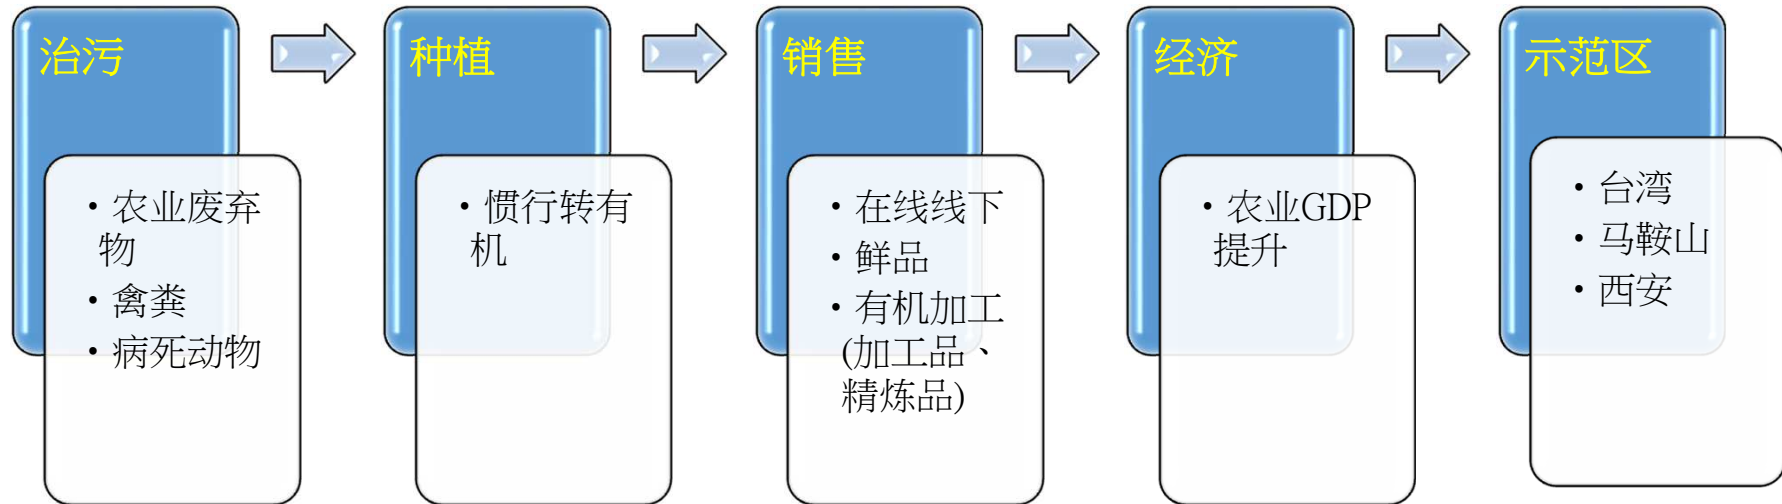 治污
• 农业废弃
物
• 禽粪
• 病死动物
种植
• 惯行转有
机
销售
• 在线线下
• 鲜品
• 有机加工
(加工品、
精炼品)
经济
• 农业GDP
提升
示范区
• 台湾
• 马鞍山
• 西安